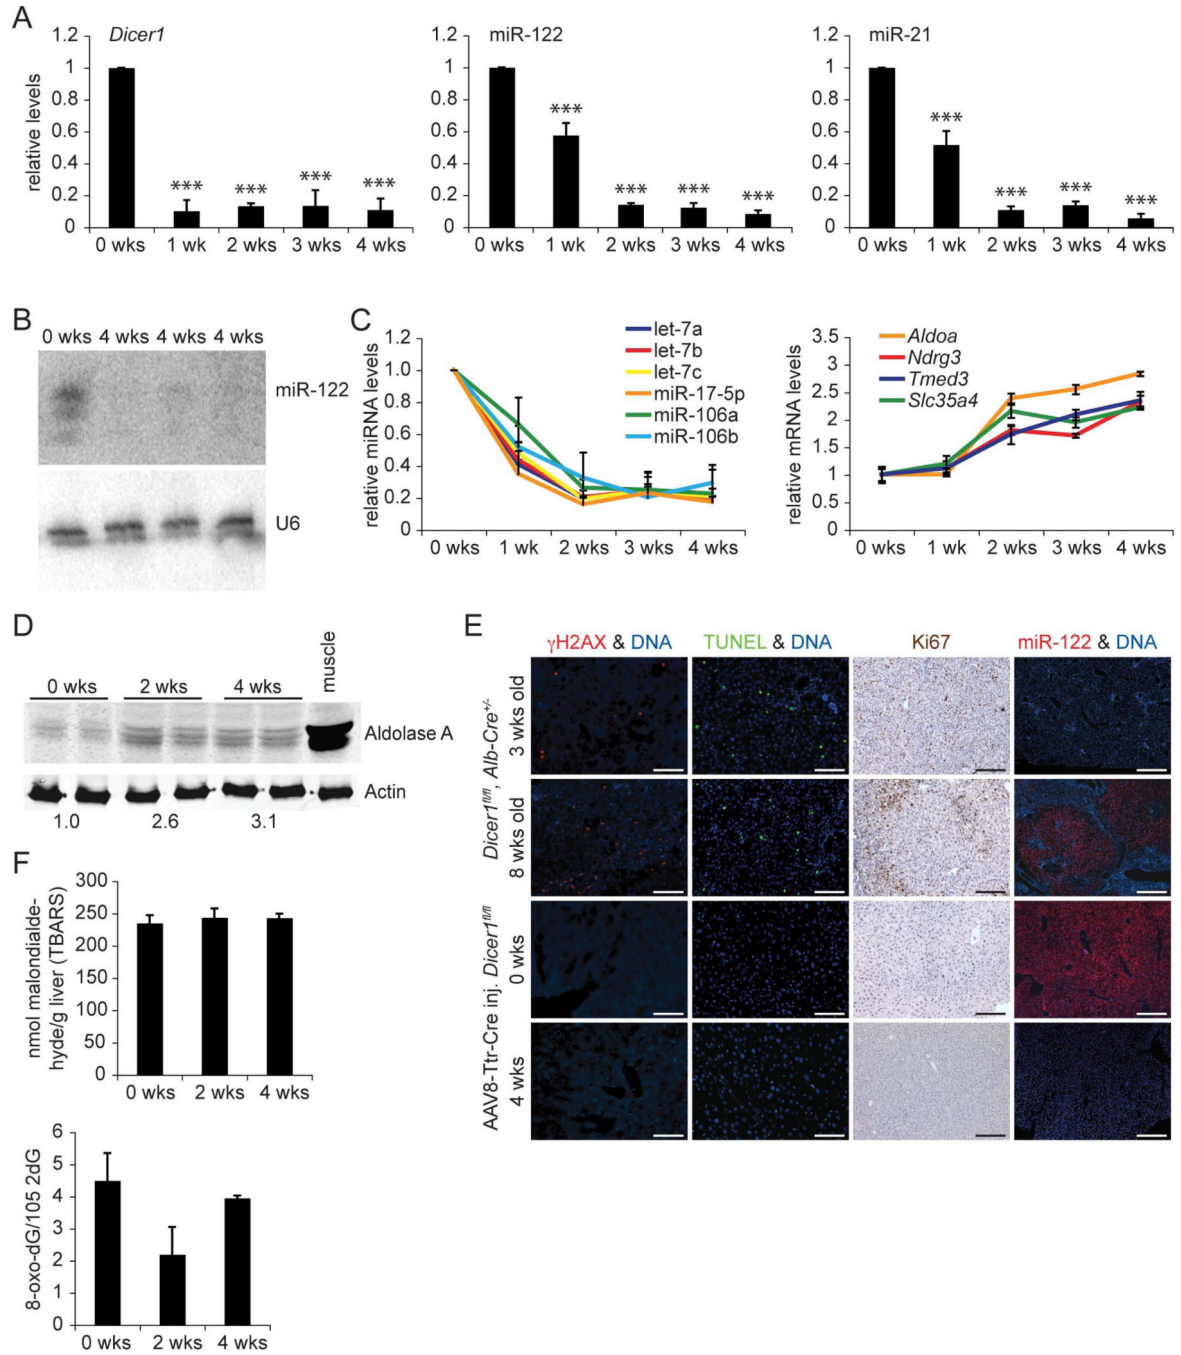 A
Dicer1
relative levels
1.2
1
0.8
0.6
0.4
0.2
0
***
***
***
***
0 wks 1 wk 2 wks 3 wks 4 wks
miR-122
1.2
1
0.8
0.6
0.4
0.2
0
***
***
***
***
0 wks 1 wk 2 wks 3 wks 4 wks
miR-21
1.2
1
0.8
0.6
0.4
0.2
0
***
***
***
***
0 wks 1 wk 2 wks 3 wks 4 wks
B
0 wks 4 wks 4 wks 4 wks
miR-122
U6
C
relative miRNA levels
1.2
1.0
0.8
0.6
0.4
0.2
0
let-7a
let-7b
let-7c
miR-17-5p
miR-106a
miR-106b
0 wks 1 wk 2 wks 3 wks 4 wks
relative mRNA levels
3.5
3
2.5
2
1.5
1
0.5
0
Aldoa
Ndrg3
Tmed3
Slc35a4
0 wks 1 wk 2 wks 3 wks 4 wks
D
0 wks 2 wks 4 wks muscle
Aldolase A
Actin
1.0 2.6 3.1
E
γH2AX & DNA TUNEL & DNA Ki67 miR-122 & DNA
Dicer1fl/fl, Alb-Cre+/-
3 wks old
8 wks old
AAV8-Ttr-Cre inj. Dicer1fl/fl
0 wks
4 wks
F
nmol malondialde-
hyde/g liver (TBARS)
300
250
200
150
100
50
0
0 wks 2 wks 4 wks
8-oxo-dG/105 2dG
6
5
4
3
2
1
0
0 wks 2 wks 4 wks